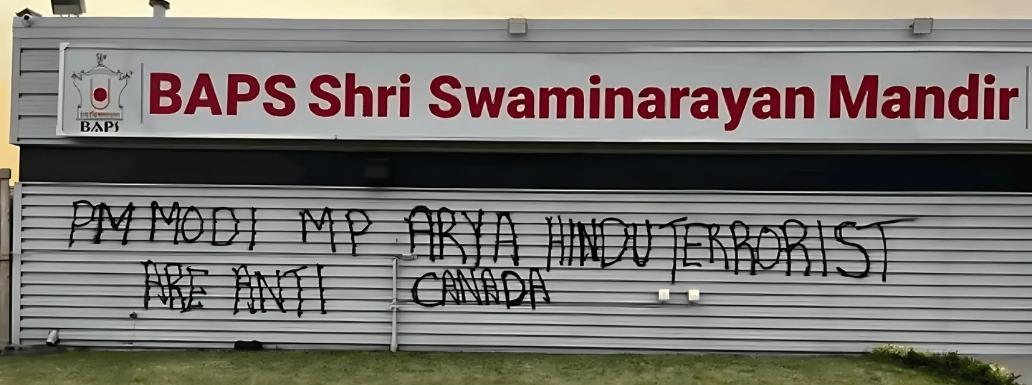 BAPS Shri Swaminarayan Mandir
BAPS
PM MODI MP ARYA HINDU TERRORIST
ARE ANTI CANADA